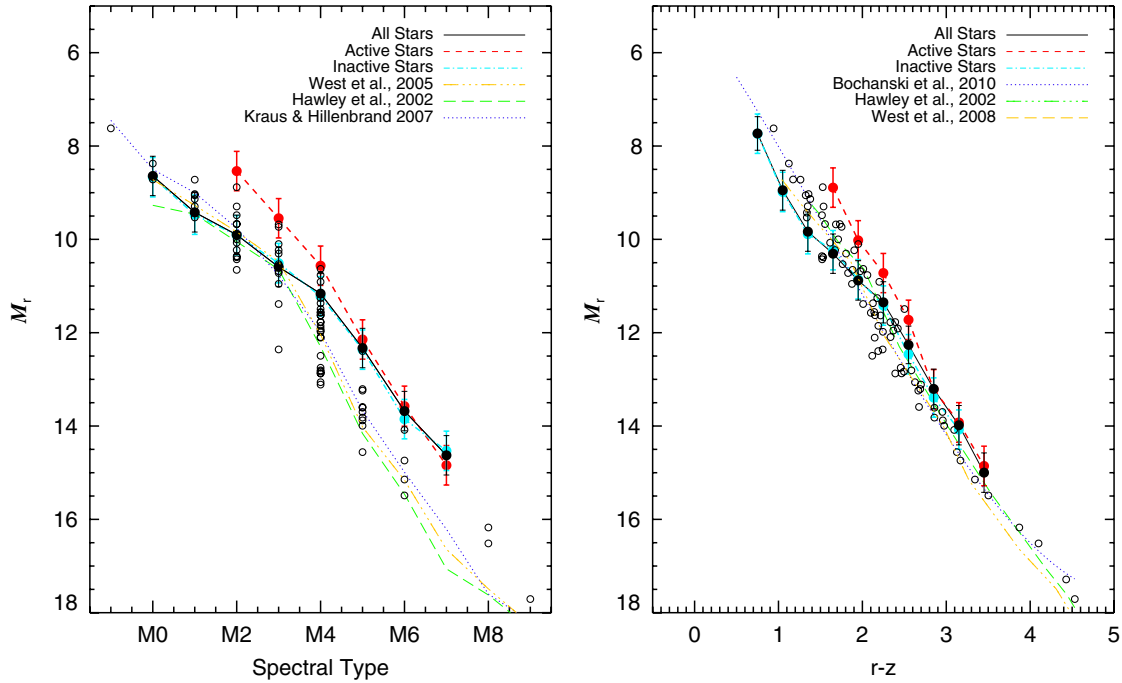 All Stars
Active Stars
Inactive Stars
West et al., 2005
Hawley et al., 2002
Kraus & Hillenbrand 2007
6
8
10
12
14
16
18
Mr
M0 M2 M4 M6 M8
Spectral Type
All Stars
Active Stars
Inactive Stars
Bochanski et al., 2010
Hawley et al., 2002
West et al., 2008
6
8
10
12
14
16
18
Mr
0 1 2 3 4 5
r-z